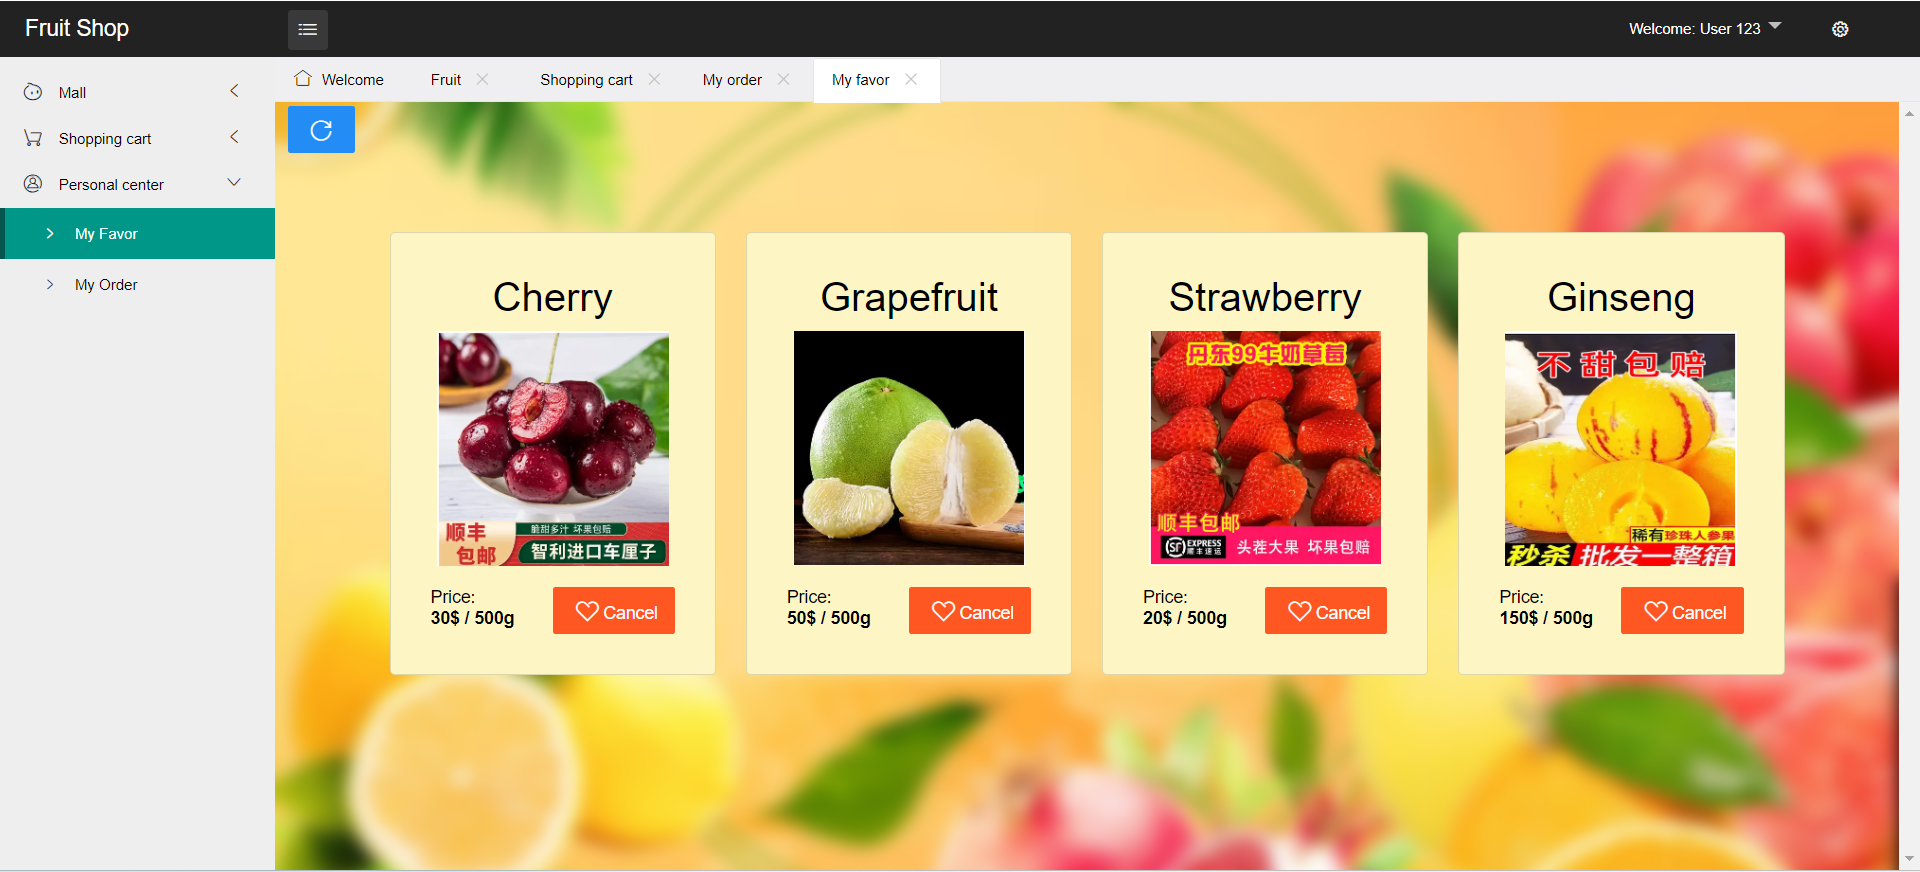 Fruit Shop
Welcome: User 123
Mall
Shopping cart
Personal center
My Favor
My Order
Welcome
Fruit
Shopping cart
My order
My favor
Cherry
顺丰
包邮
脆甜多汁 坏果包赔
智利进口车厘子
Price:
30$ / 500g
Cancel
Grapefruit
Price:
50$ / 500g
Cancel
Strawberry
丹东99牛奶草莓
顺丰包邮
SF EXPRESS
顺丰速运
头茬大果 坏果包赔
Price:
20$ / 500g
Cancel
Ginseng
不甜包赔
稀有珍珠人参果
秒杀 批发一整箱
Price:
150$ / 500g
Cancel